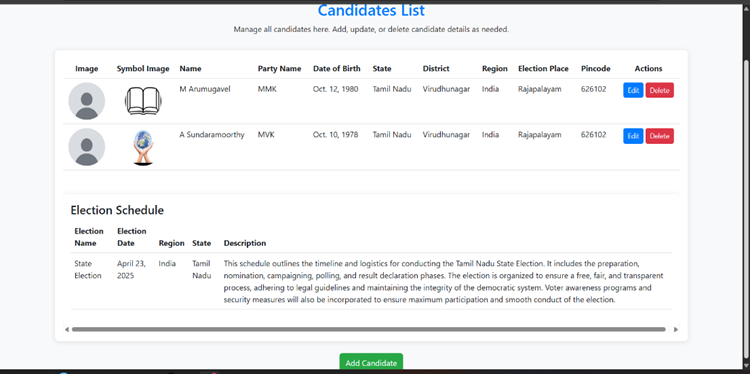 Candidates List
Manage all candidates here. Add, update, or delete candidate details as needed.
Image Symbol Image Name Party Name Date of Birth State District Region Election Place Pincode Actions
M Arumugavel MMK Oct. 12, 1980 Tamil Nadu Virudhunagar India Rajapalayam 626102 Edit Delete
A Sundaramoorthy MVK Oct. 10, 1978 Tamil Nadu Virudhunagar India Rajapalayam 626102 Edit Delete
Election Schedule
Election Name Election Date Region State Description
State Election April 23, 2025 India Tamil Nadu
This schedule outlines the timeline and logistics for conducting the Tamil Nadu State Election. It includes the preparation,
nomination, campaigning, polling, and result declaration phases. The election is organized to ensure a free, fair, and transparent
process, adhering to legal guidelines and maintaining the integrity of the democratic system. Voter awareness programs and
security measures will also be incorporated to ensure maximum participation and smooth conduct of the election.
Add Candidate